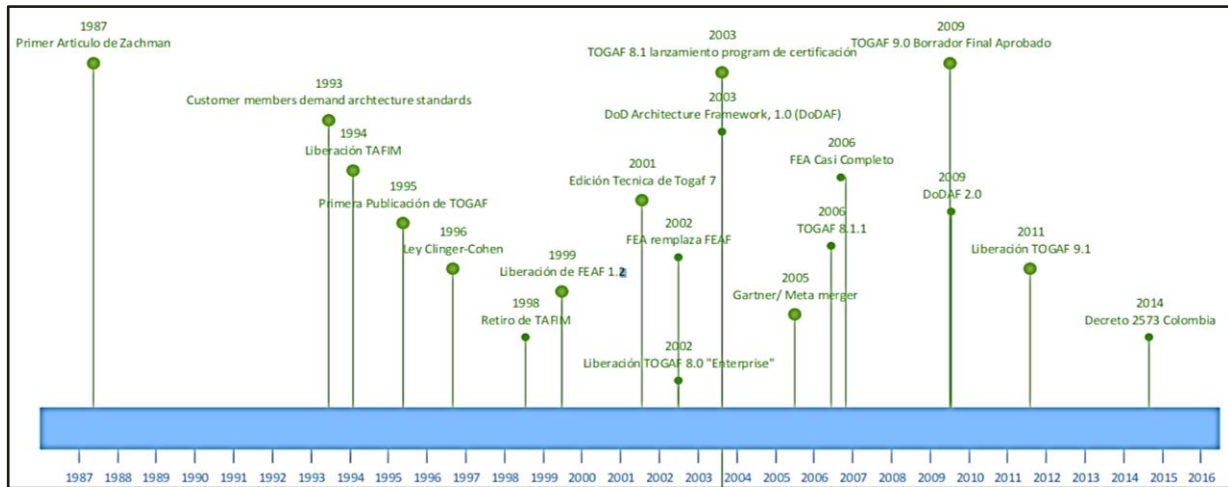 1987
Primer Articulo de Zachman
1993
Customer members demand archtecture standards
1994
Liberación TAFIM
1995
Primera Publicación de TOGAF
1996
Ley Clinger-Cohen
1998
Retiro de TAFIM
1999
Liberación de FEAF 1.2
2001
Edición Tecnica de Togaf 7
2002
FEA remplaza FEAF
2002
Liberación TOGAF 8.0 "Enterprise"
2003
TOGAF 8.1 lanzamiento program de certificación
2003
DoD Architecture Framework, 1.0 (DoDAF)
2005
Gartner/ Meta merger
2006
FEA Casi Completo
2006
TOGAF 8.1.1
2009
TOGAF 9.0 Borrador Final Aprobado
2009
DoDAF 2.0
2011
Liberación TOGAF 9.1
2014
Decreto 2573 Colombia
1987 1988 1989 1990 1991 1992 1993 1994 1995 1996 1997 1998 1999 2000 2001 2002 2003 2004 2005 2006 2007 2008 2009 2010 2011 2012 2013 2014 2015 2016